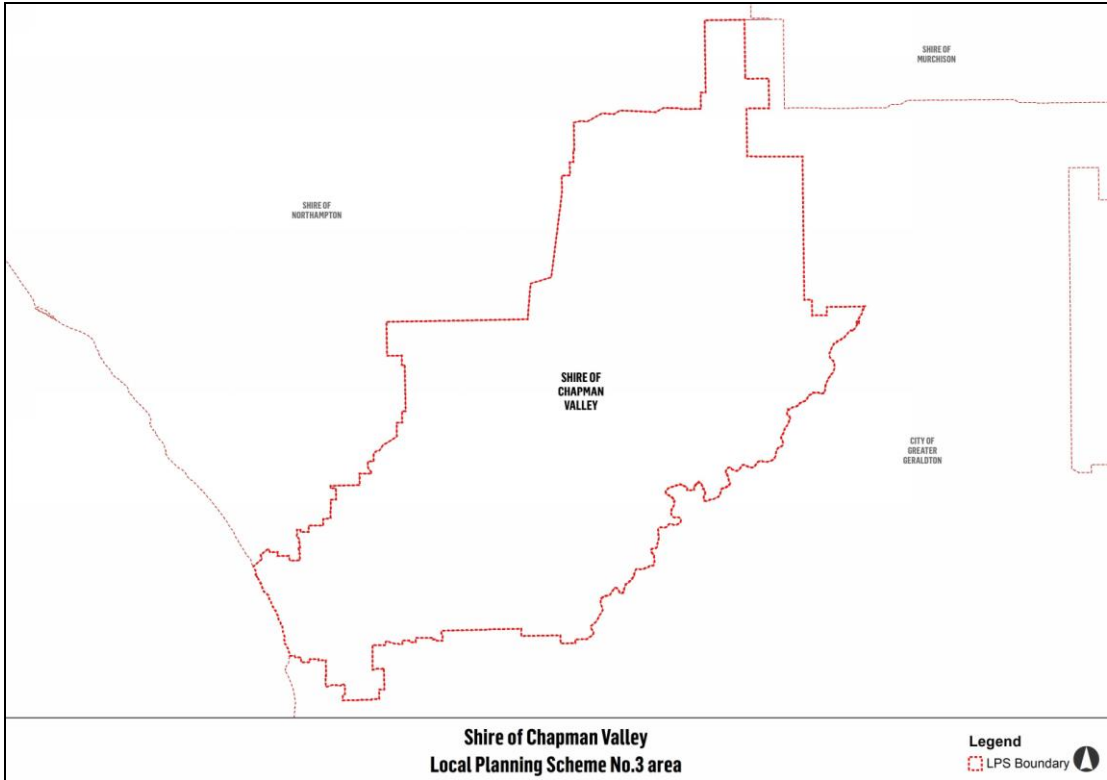 SHIRE OF
MURCHISON
SHIRE OF
NORTHAMPTON
SHIRE OF
CHAPMAN
VALLEY
CITY OF
GREATER
GERALDTON
Shire of Chapman Valley
Local Planning Scheme No.3 area
Legend
LPS Boundary